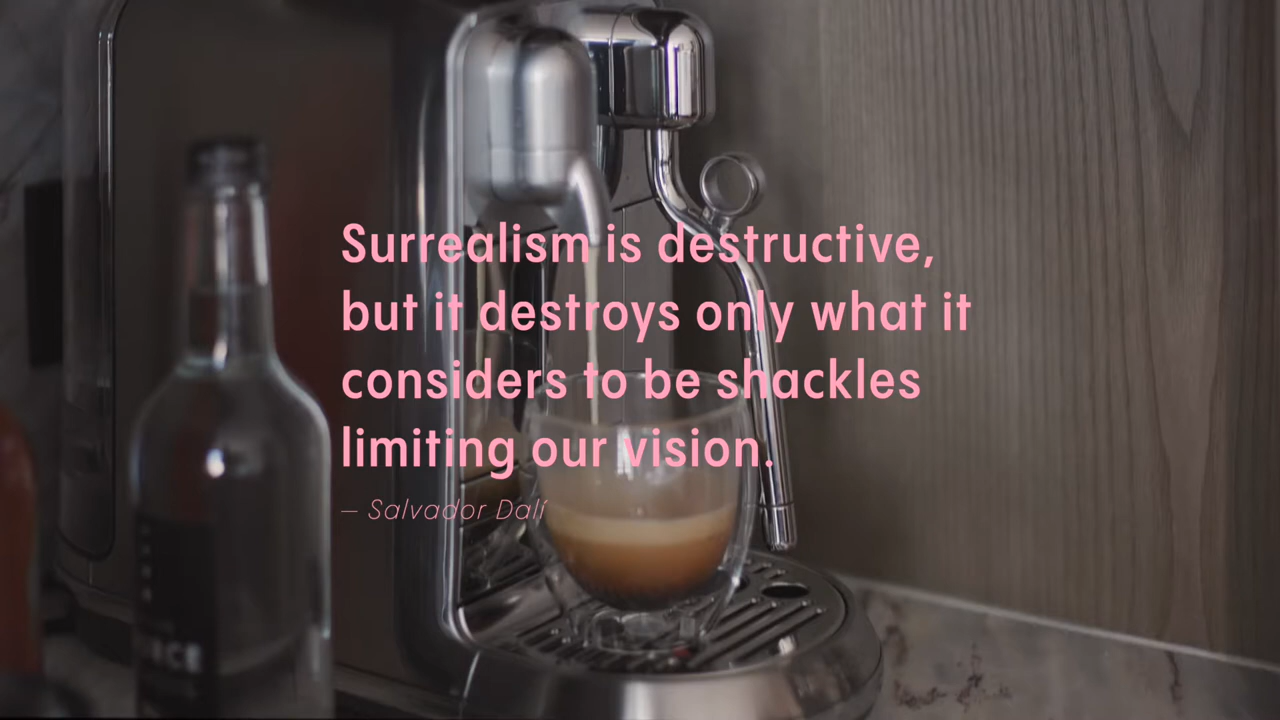 Surrealism is destructive,
but it destroys only what it
considers to be shackles
limiting our vision.
– Salvador Dalí